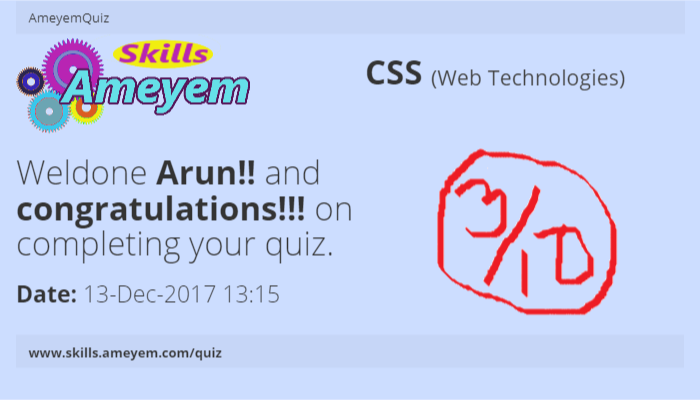 AmeyemQuiz
Skills
Ameyem
CSS (Web Technologies)
Weldone Arun!! and
congratulations!!! on
completing your quiz.
Date: 13-Dec-2017 13:15
3/10
www.skills.ameyem.com/quiz